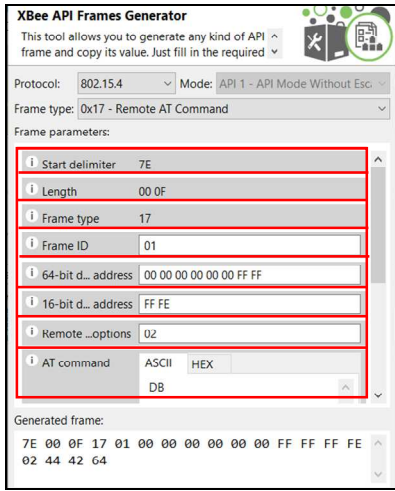 XBee API Frames Generator
This tool allows you to generate any kind of API
frame and copy its value. Just fill in the required
Protocol: 802.15.4 Mode: API 1 - API Mode Without Esc
Frame type: 0x17 - Remote AT Command
Frame parameters:
i Start delimiter 7E
i Length 00 0F
i Frame type 17
i Frame ID 01
i 64-bit d... address 00 00 00 00 00 00 FF FF
i 16-bit d... address FF FE
i Remote ...options 02
i AT command ASCII HEX
DB
Generated frame:
7E 00 0F 17 01 00 00 00 00 00 00 FF FF FF FE
02 44 42 64